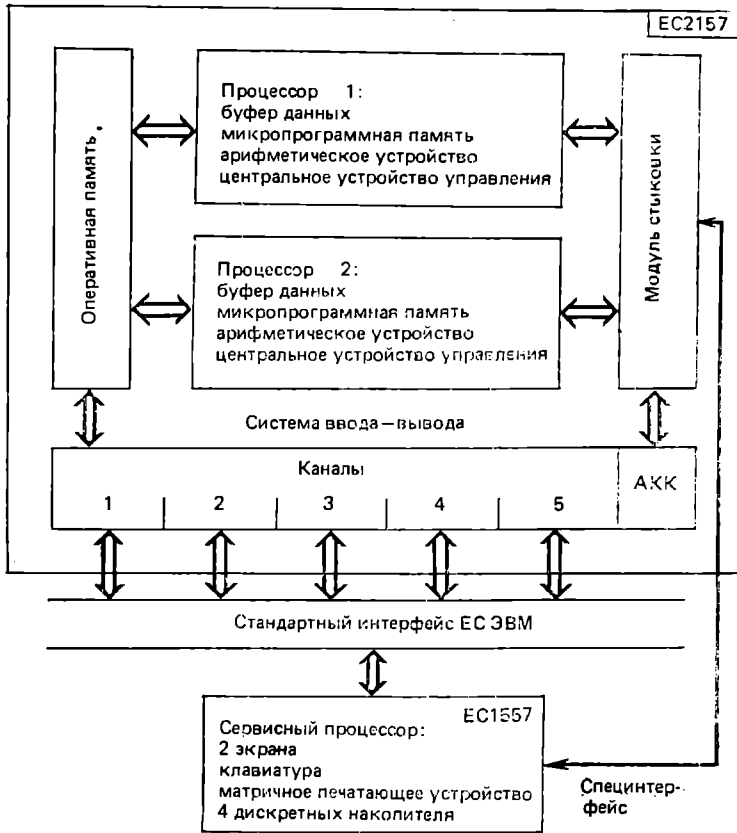 ЕС2157
Оперативная память
Процессор 1:
буфер данных
микропрограммная память
арифметическое устройство
центральное устройство управления
Модуль стыковки
Процессор 2:
буфер данных
микропрограммная память
арифметическое устройство
центральное устройство управления
Система ввода—вывода
Каналы
1 2 3 4 5
АКК
Стандартный интерфейс ЕС ЭВМ
ЕС1557
Сервисный процессор:
2 экрана
клавиатура
матричное печатающее устройство
4 дискретных накопителя
Специнтер-
фейс